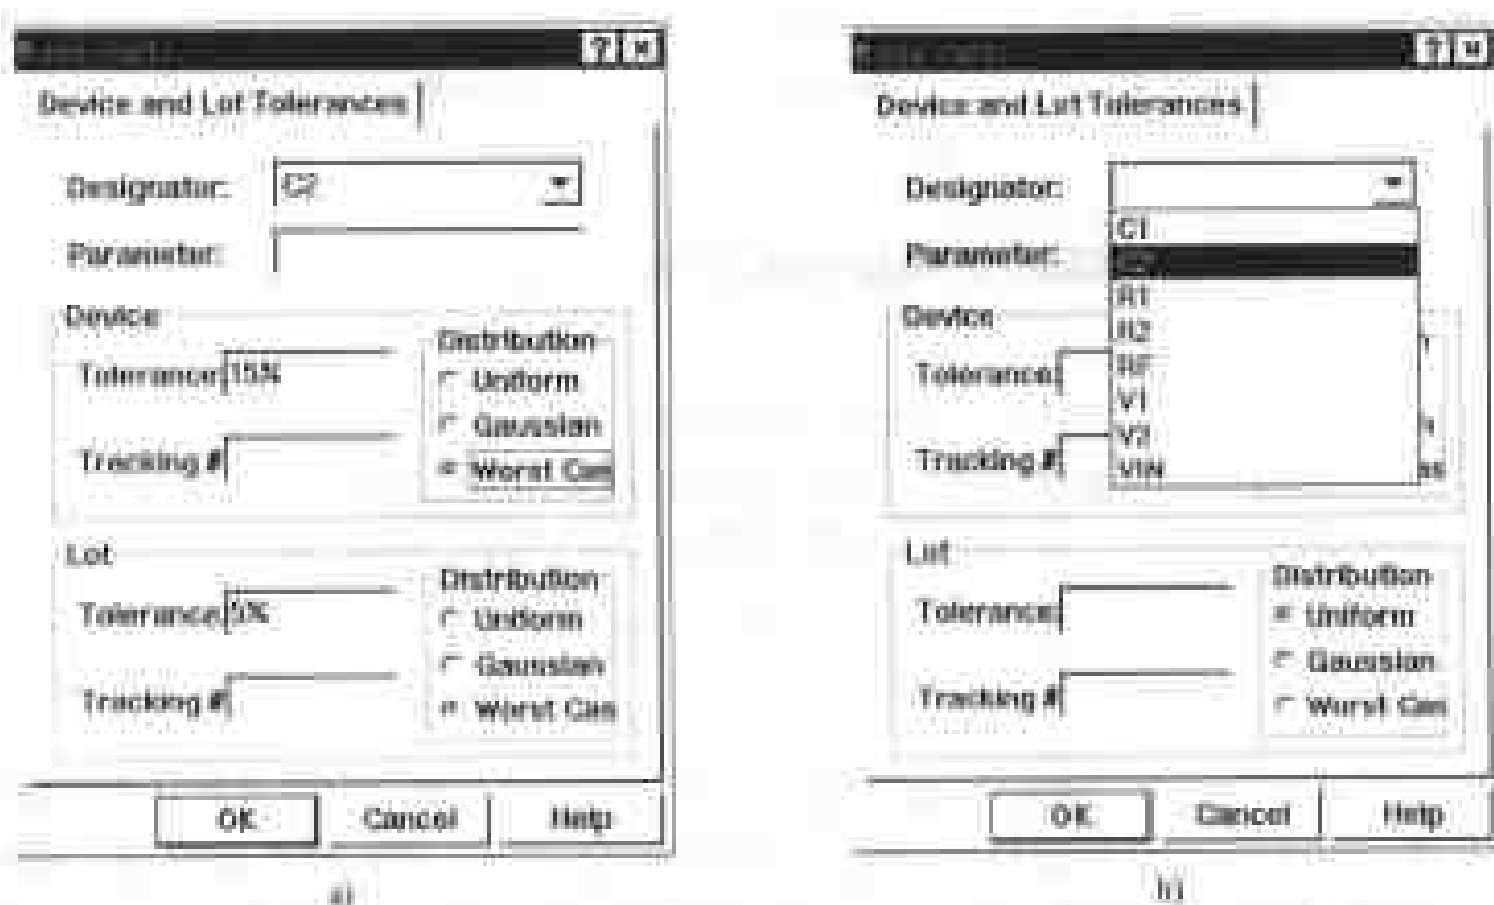 Device and Lot Tolerances
Designator: C2
Parameter:
Device
Distribution
Tolerance 15%
Uniform
Gaussian
Tracking #
Worst Cas
Lot
Distribution
Tolerance 5%
Uniform
Gaussian
Tracking #
Worst Cas
OK Cancel Help
a)
Device and Lot Tolerances
Designator:
C1
Parameter:
R1
Device
R2
Tolerance
RF
V1
V2
Tracking #
VIN
Lot
Distribution
Tolerance
Uniform
Gaussian
Tracking #
Worst Cas
OK Cancel Help
b)